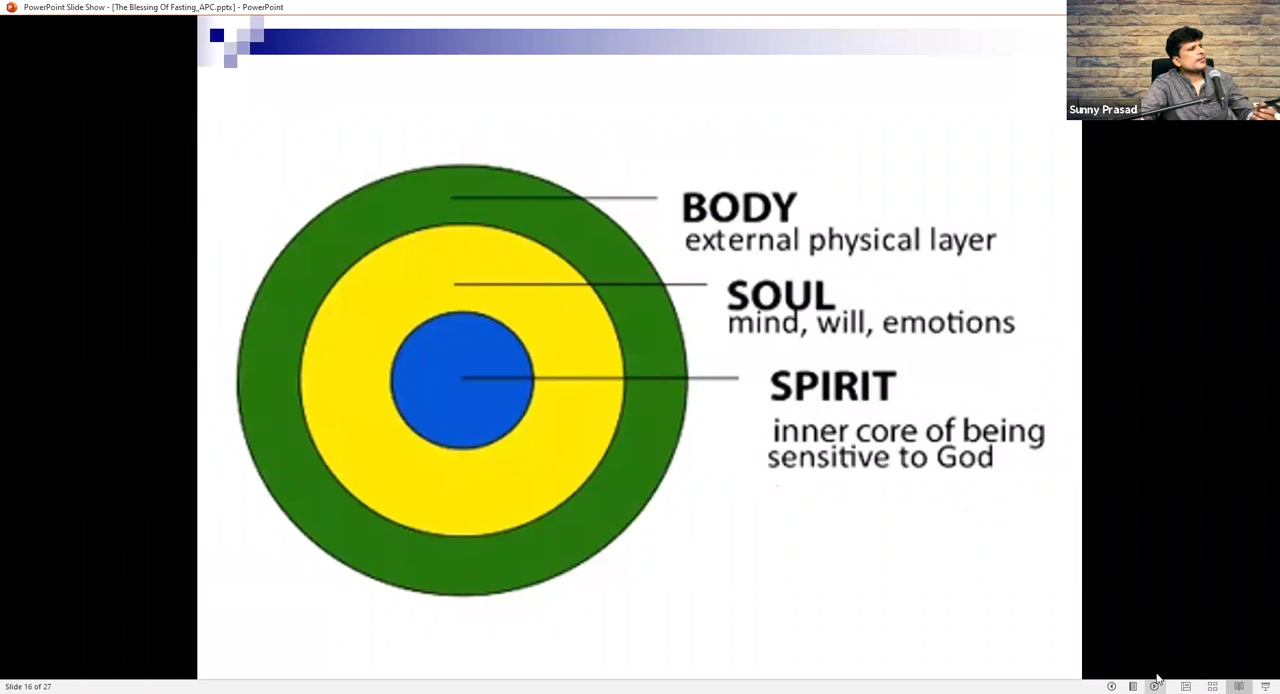 PowerPoint Slide Show - [The Blessing Of Fasting_APC.pptx] - PowerPoint
Sunny Prasad
BODY
external physical layer
SOUL
mind, will, emotions
SPIRIT
inner core of being
sensitive to God
Slide 16 of 27